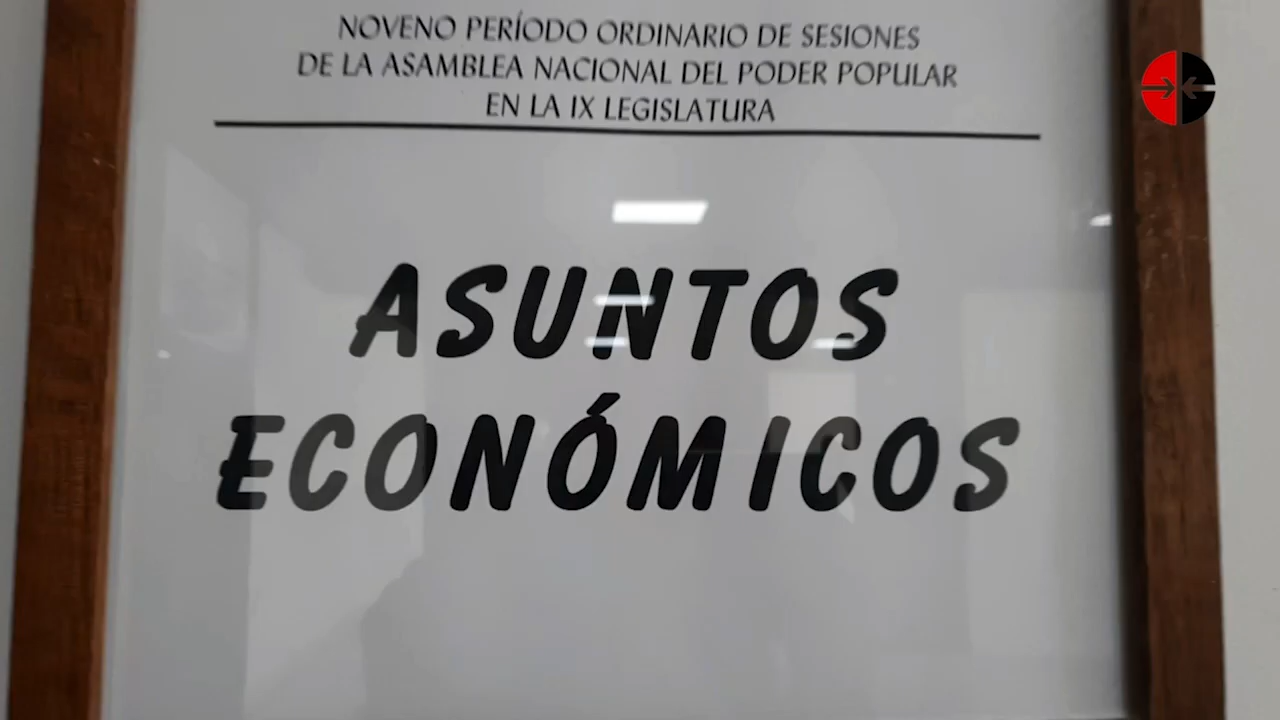 NOVENO PERÍODO ORDINARIO DE SESIONES
DE LA ASAMBLEA NACIONAL DEL PODER POPULAR
EN LA IX LEGISLATURA
ASUNTOS
ECONÓMICOS